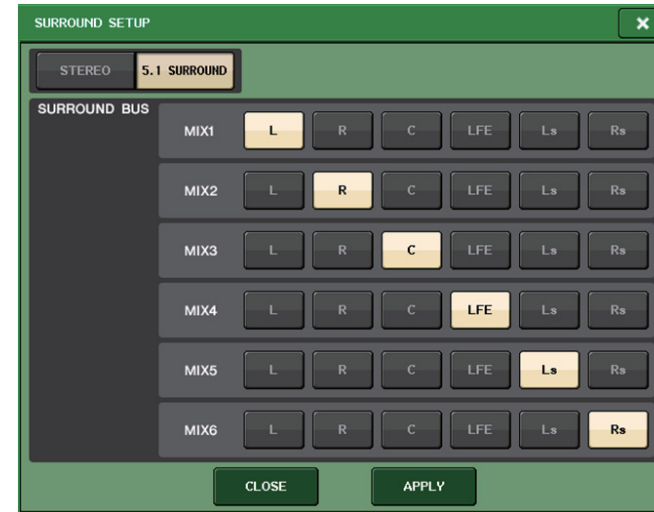 SURROUND SETUP
STEREO 5.1 SURROUND
SURROUND BUS
MIX1 L R C LFE Ls Rs
MIX2 L R C LFE Ls Rs
MIX3 L R C LFE Ls Rs
MIX4 L R C LFE Ls Rs
MIX5 L R C LFE Ls Rs
MIX6 L R C LFE Ls Rs
CLOSE APPLY